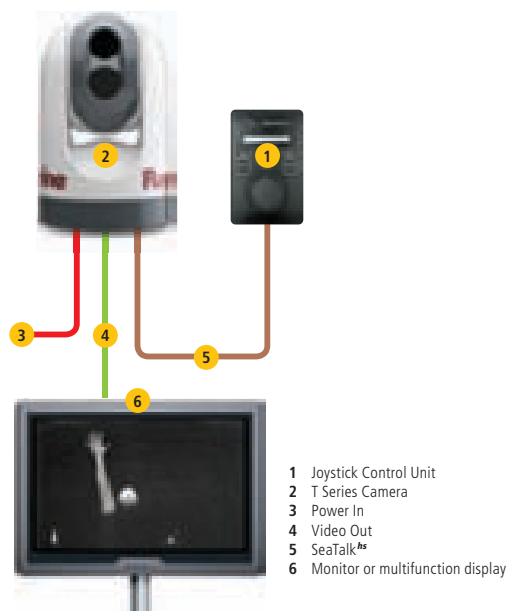 2
1
3
4
5
6
1 Joystick Control Unit
2 T Series Camera
3 Power In
4 Video Out
5 SeaTalkhs
6 Monitor or multifunction display